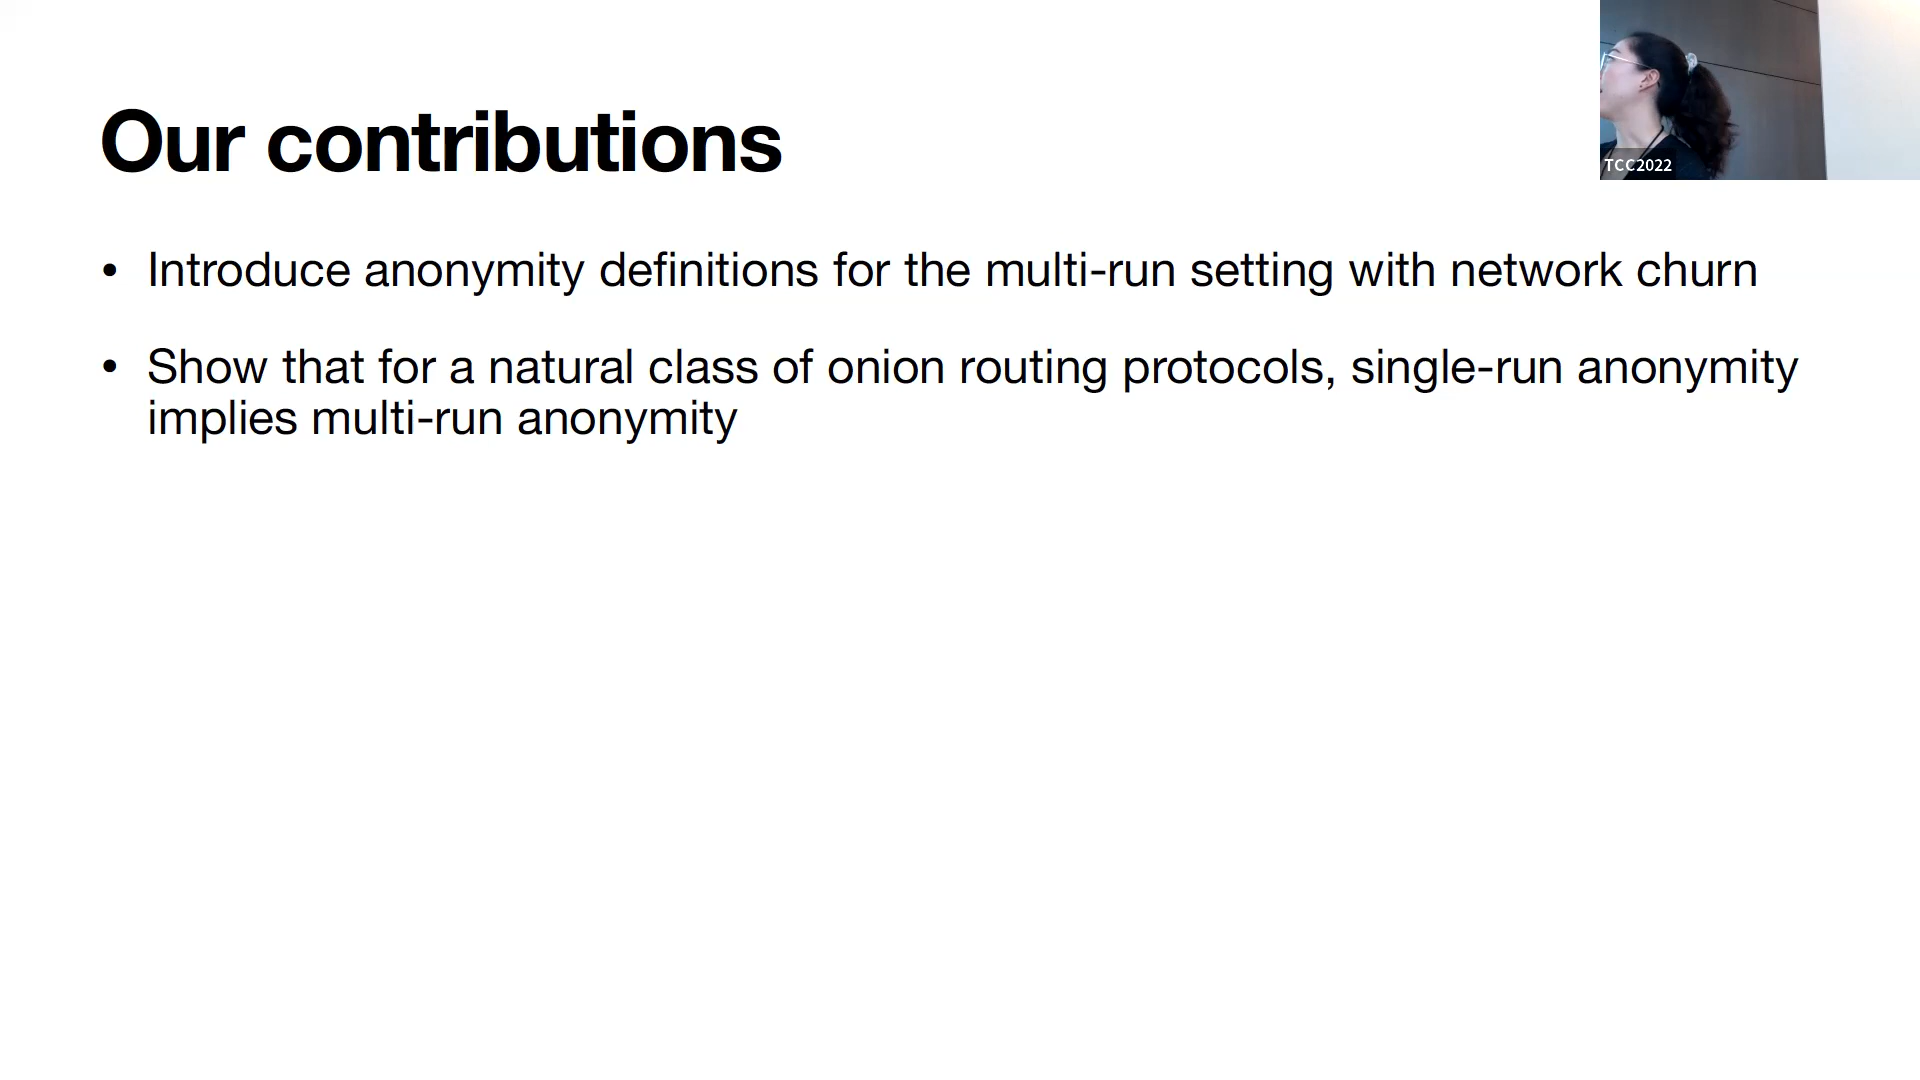 Our contributions
TCC2022
• Introduce anonymity definitions for the multi-run setting with network churn
• Show that for a natural class of onion routing protocols, single-run anonymity
implies multi-run anonymity